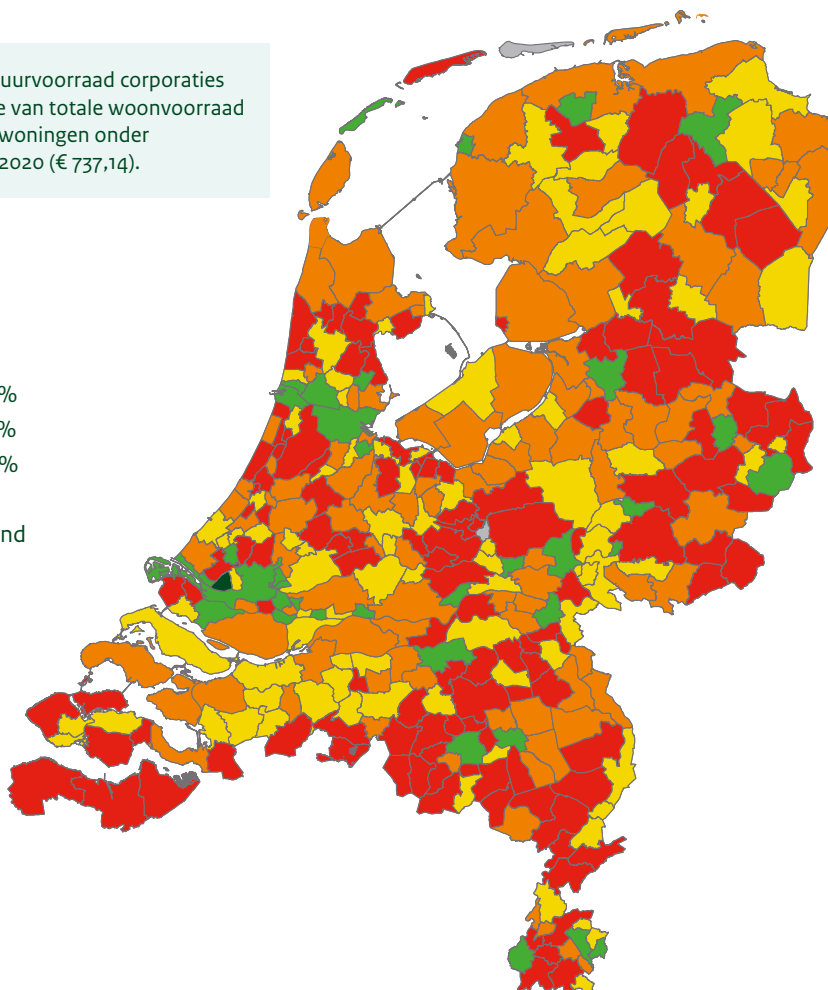 uurvoorraad corporaties
e van totale woonvoorraad
woningen onder
2020 (€ 737,14).
%
%
%
nd